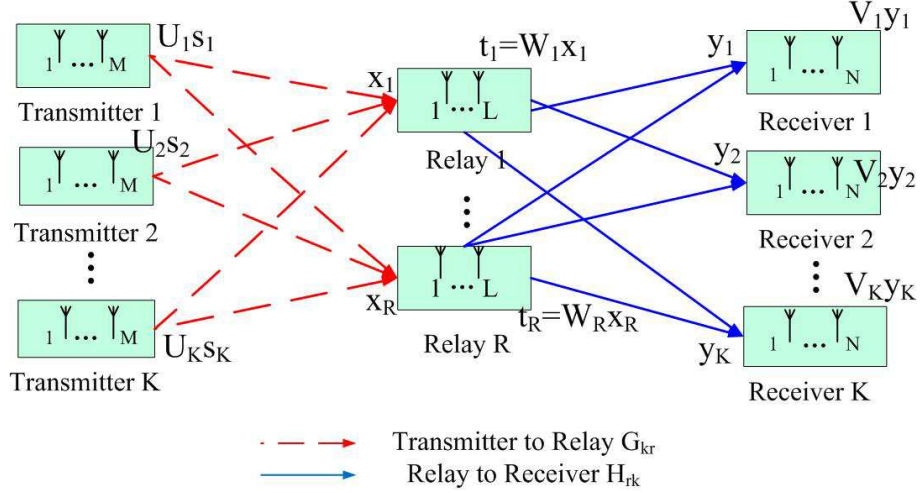 U1s1
1 ... M
Transmitter 1
U2s2
1 ... M
Transmitter 2
UKsK
1 ... M
Transmitter K
t1=W1x1
x1
1 ... L
Relay 1
xR
1 ... L
tR=WRxR
Relay R
V1y1
y1
1 ... N
Receiver 1
y2
V2y2
1 ... N
Receiver 2
VKyK
yK
1 ... N
Receiver K
Transmitter to Relay Gkr
Relay to Receiver Hrk